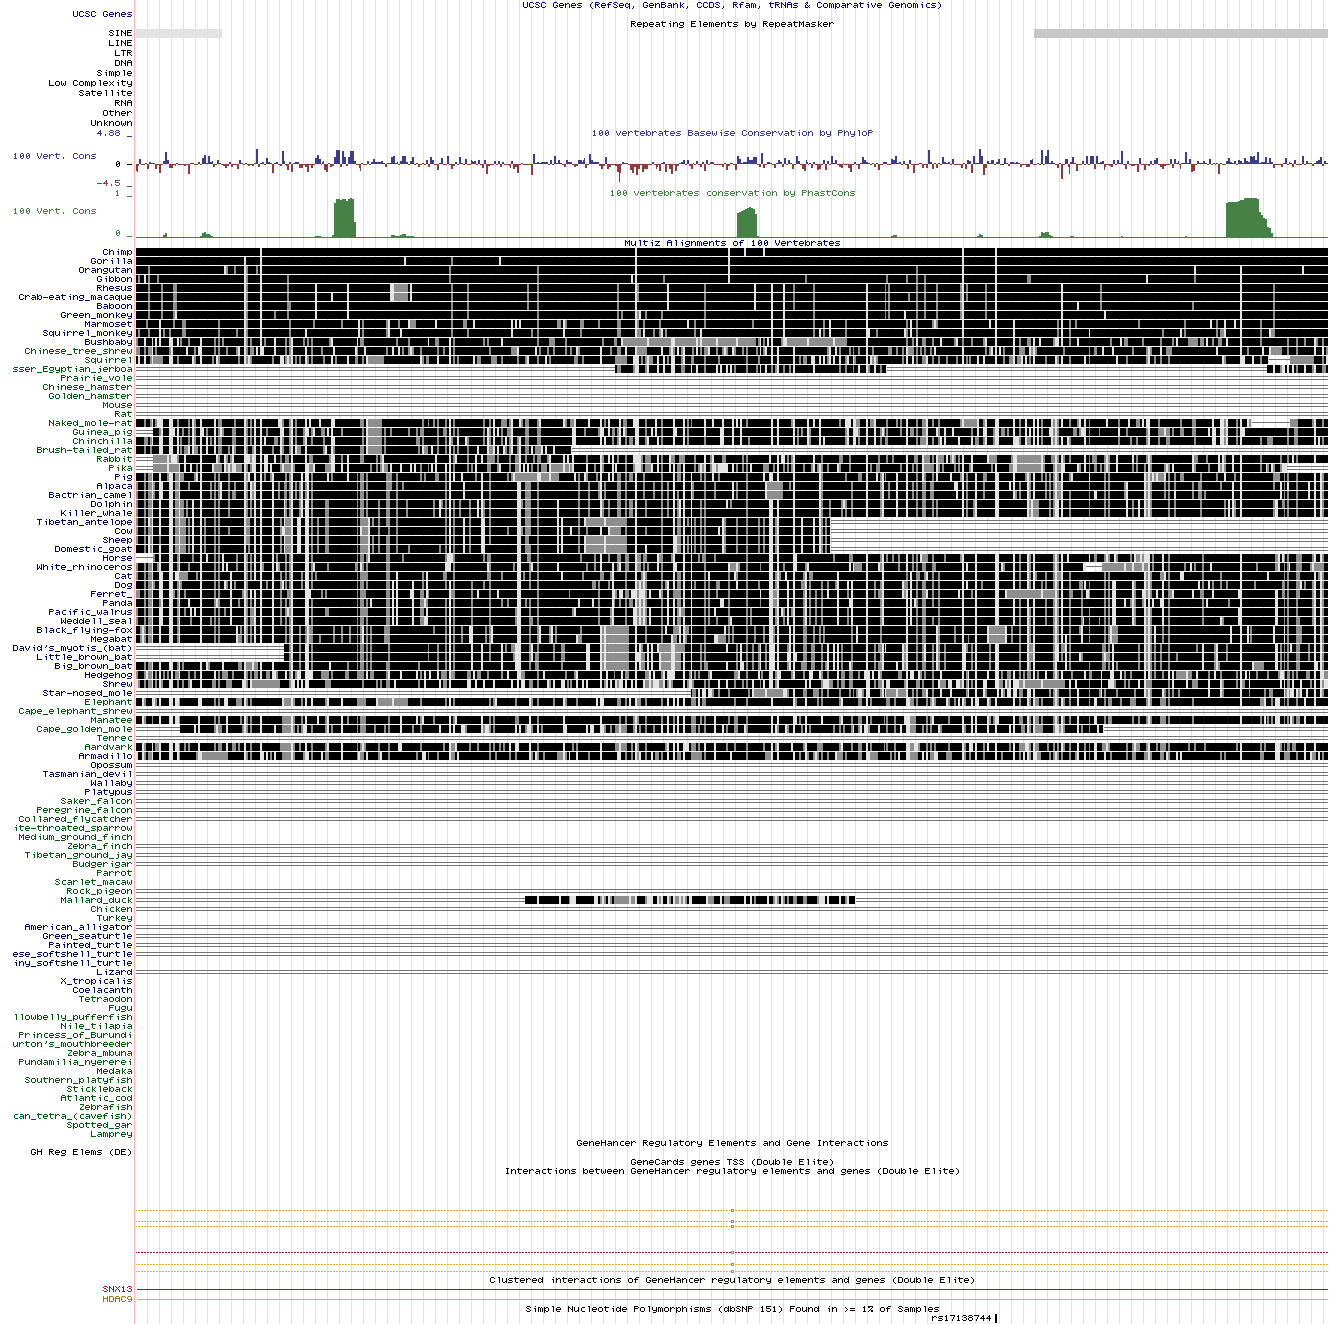 UCSC Genes (RefSeq, GenBank, CCDS, Rfam, tRNAs & Comparative Genomics)
UCSC Genes
Repeating Elements by RepeatMasker
SINE
LINE
LTR
DNA
Simple
Low Complexity
Satellite
RNA
Other
Unknown
4.88 _
100 vertebrates Basewise Conservation by PhyloP
100 Vert. Cons
0 _
-4.5 _
1 _
100 vertebrates conservation by PhastCons
100 Vert. Cons
0 _
Multiz Alignments of 100 Vertebrates
Chimp
Gorilla
Orangutan
Gibbon
Rhesus
Crab-eating_macaque
Baboon
Green_monkey
Marmoset
Squirrel_monkey
Bushbaby
Chinese_tree_shrew
Squirrel
sser_Egyptian_jerboa
Prairie_vole
Chinese_hamster
Golden_hamster
Mouse
Rat
Naked_mole-rat
Guinea_pig
Chinchilla
Brush-tailed_rat
Rabbit
Pika
Pig
Alpaca
Bactrian_camel
Dolphin
Killer_whale
Tibetan_antelope
Cow
Sheep
Domestic_goat
Horse
White_rhinoceros
Cat
Dog
Ferret_
Panda
Pacific_walrus
Weddell_seal
Black_flying-fox
Megabat
David's_myotis_(bat)
Little_brown_bat
Big_brown_bat
Hedgehog
Shrew
Star-nosed_mole
Elephant
Cape_elephant_shrew
Manatee
Cape_golden_mole
Tenrec
Aardvark
Armadillo
Opossum
Tasmanian_devil
Wallaby
Platypus
Saker_falcon
Peregrine_falcon
Collared_flycatcher
ite-throated_sparrow
Medium_ground_finch
Zebra_finch
Tibetan_ground_jay
Budgerigar
Parrot
Scarlet_macaw
Rock_pigeon
Mallard_duck
Chicken
Turkey
American_alligator
Green_seaturtle
Painted_turtle
ese_softshell_turtle
iny_softshell_turtle
Lizard
X_tropicalis
Coelacanth
Tetraodon
Fugu
llowbelly_pufferfish
Nile_tilapia
Princess_of_Burundi
urton's_mouthbreeder
Zebra_mbuna
Pundamilia_nyererei
Medaka
Southern_platyfish
Stickleback
Atlantic_cod
Zebrafish
can_tetra_(cavefish)
Spotted_gar
Lamprey
GeneHancer Regulatory Elements and Gene Interactions
GH Reg Elems (DE)
GeneCards genes TSS (Double Elite)
Interactions between GeneHancer regulatory elements and genes (Double Elite)
Clustered interactions of GeneHancer regulatory elements and genes (Double Elite)
SNX13
HDAC9
Simple Nucleotide Polymorphisms (dbSNP 151) Found in >= 1% of Samples
rs17138744